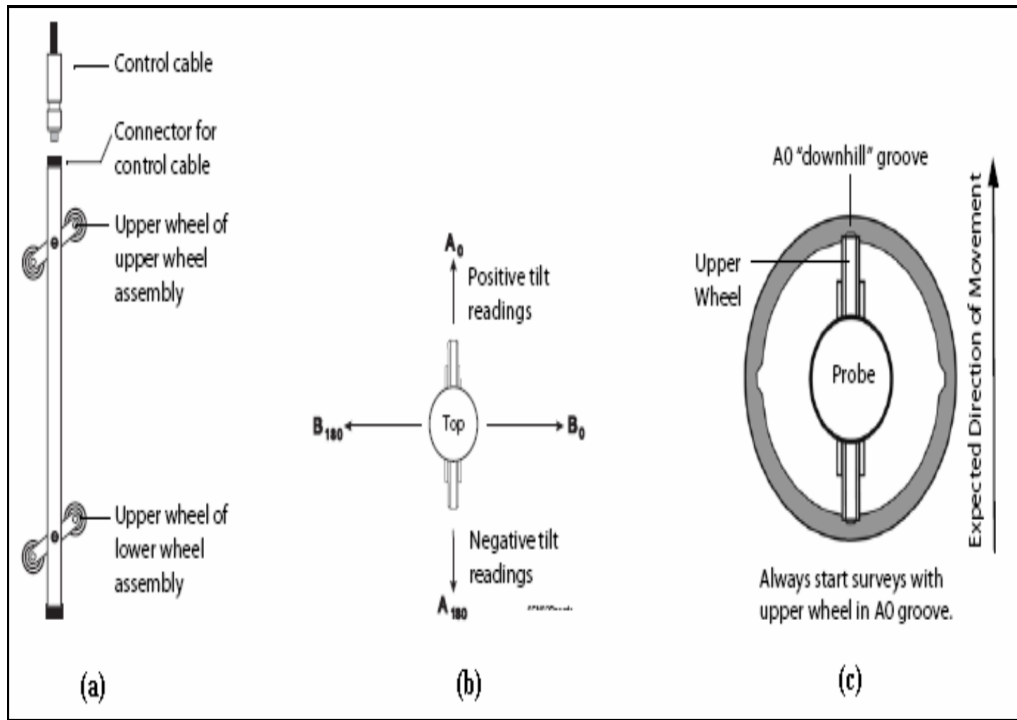 Control cable
Connector for
control cable
Upper wheel of
upper wheel
assembly
Upper wheel of
lower wheel
assembly
(a)
A0
Positive tilt
readings
B180
Top
B0
Negative tilt
readings
A180
(b)
A0 “downhill” groove
Upper
Wheel
Probe
Expected Direction of Movement
Always start surveys with
upper wheel in A0 groove.
(c)